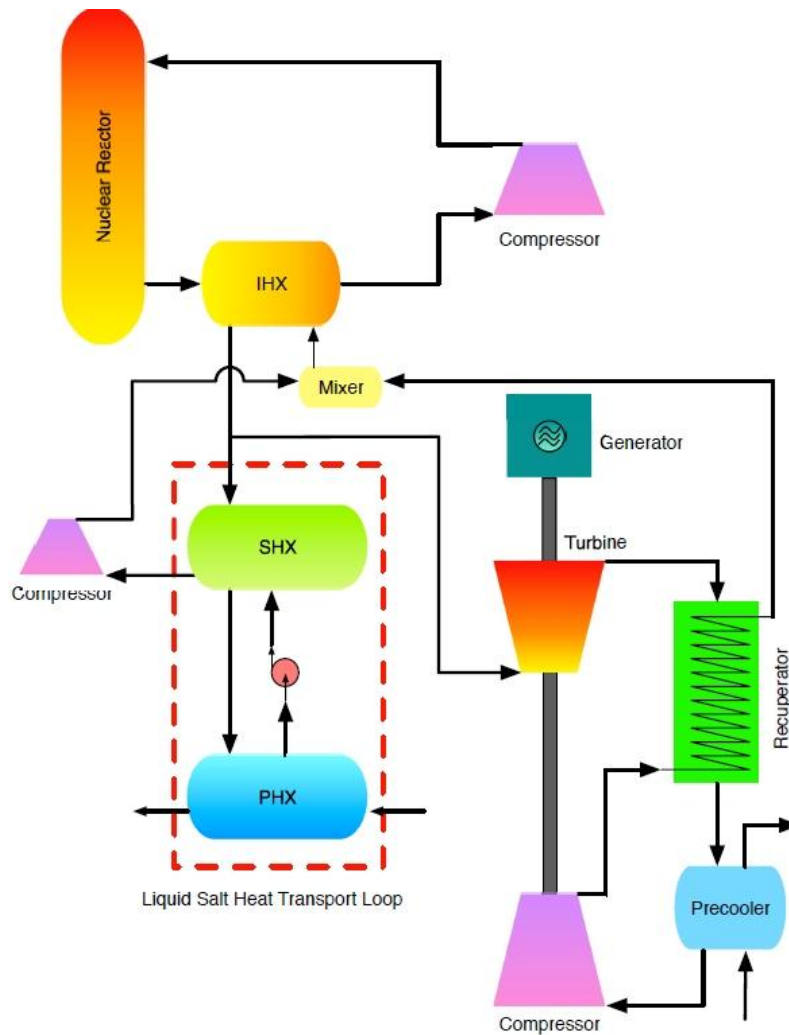 Nuclear Reactor
Compressor
IHX
Mixer
Generator
Turbine
SHX
Compressor
Recuperator
PHX
Precooler
Liquid Salt Heat Transport Loop
Compressor